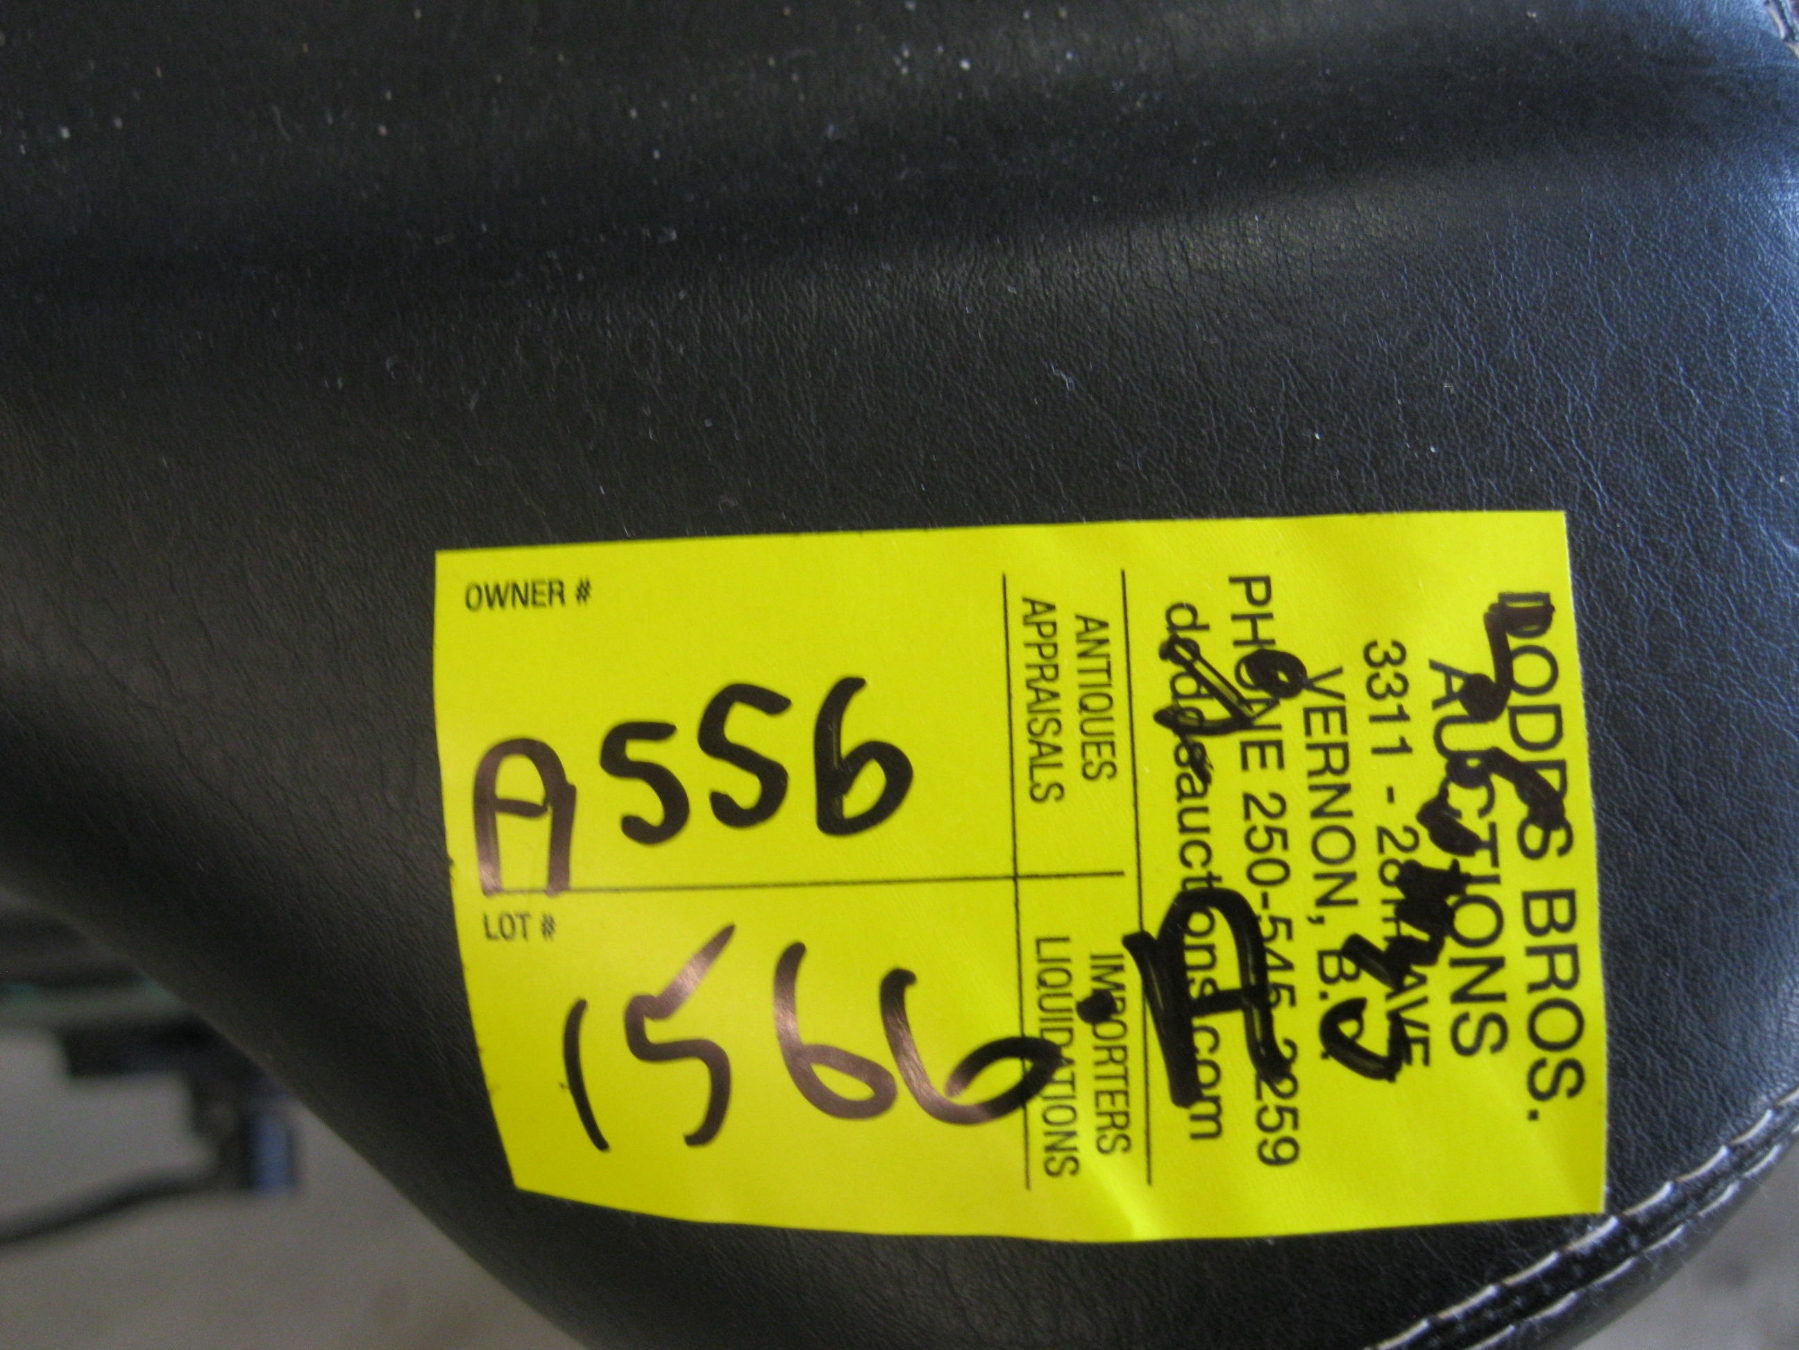 DODDS BROS.
AUCTIONS
3311 - 28TH AVE
VERNON, B.C.
PHONE 250-545-3259
doddsauctions.com
ANTIQUES
APPRAISALS
IMPORTERS
LIQUIDATIONS
OWNER #
A556
LOT #
1566